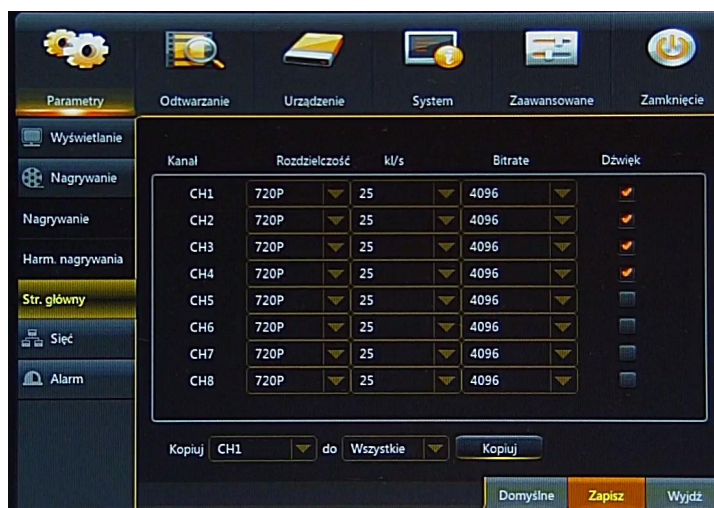 Parametry Odtwarzanie Urządzenie System Zaawansowane Zamknięcie
Wyświetlanie
Nagrywanie
Nagrywanie
Harm. nagrywania
Str. główny
Sięć
Alarm
Kanał Rozdzielczość kl/s Bitrate Dźwięk
CH1 720P 25 4096
CH2 720P 25 4096
CH3 720P 25 4096
CH4 720P 25 4096
CH5 720P 25 4096
CH6 720P 25 4096
CH7 720P 25 4096
CH8 720P 25 4096
Kopiuj CH1 do Wszystkie Kopiuj
Domyślne Zapisz Wyjdź